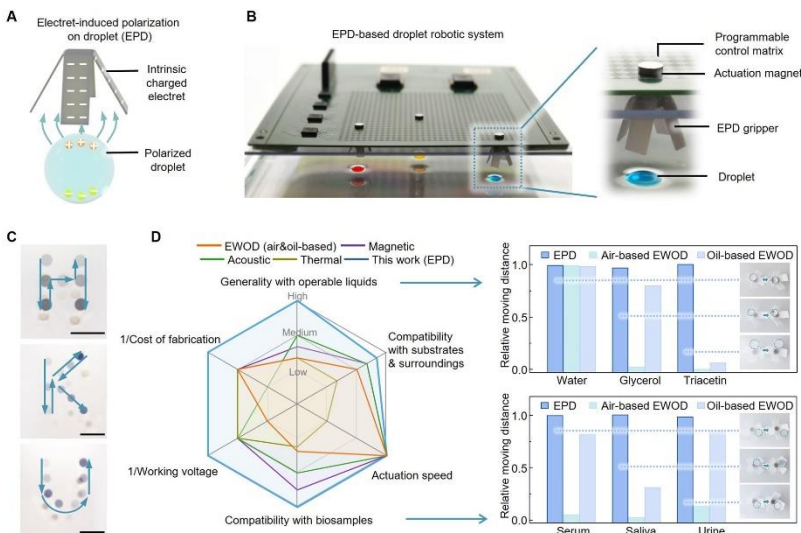 A
Electret-induced polarization
on droplet (EPD)
Intrinsic
charged
electret
Polarized
droplet
B
EPD-based droplet robotic system
Programmable
control matrix
Actuation magnet
EPD gripper
Droplet
C
D
EWOD (air&oil-based)
Magnetic
Acoustic
Thermal
This work (EPD)
Generality with operable liquids
High
Medium
Low
Compatibility
with substrates
& surroundings
1/Cost of fabrication
1/Working voltage
Actuation speed
Compatibility with biosamples
EPD
Air-based EWOD
Oil-based EWOD
Relative moving distance
1.0
0.5
0.0
Water
Glycerol
Triacetin
EPD
Air-based EWOD
Oil-based EWOD
Relative moving distance
1.0
0.5
0.0
Serum
Saliva
Urine